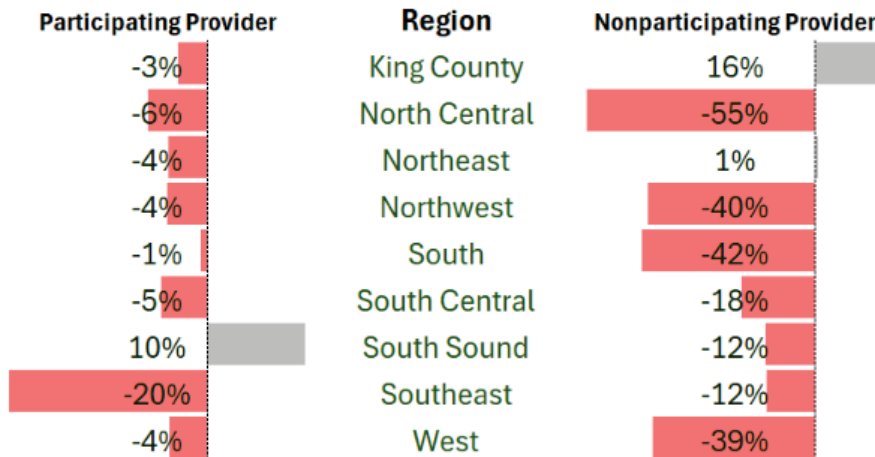 Participating Provider Region Nonparticipating Provider
-3% King County 16%
-6% North Central -55%
-4% Northeast 1%
-4% Northwest -40%
-1% South -42%
-5% South Central -18%
10% South Sound -12%
-20% Southeast -12%
-4% West -39%